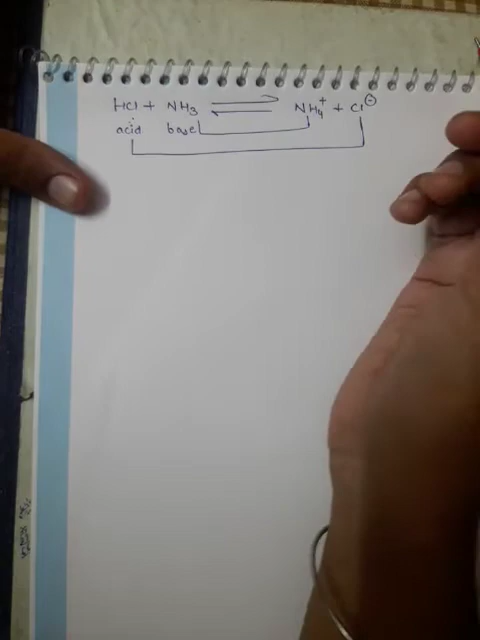 HCl + NH₃ ⇌ NH₄⁺ + Cl⊖
acid base